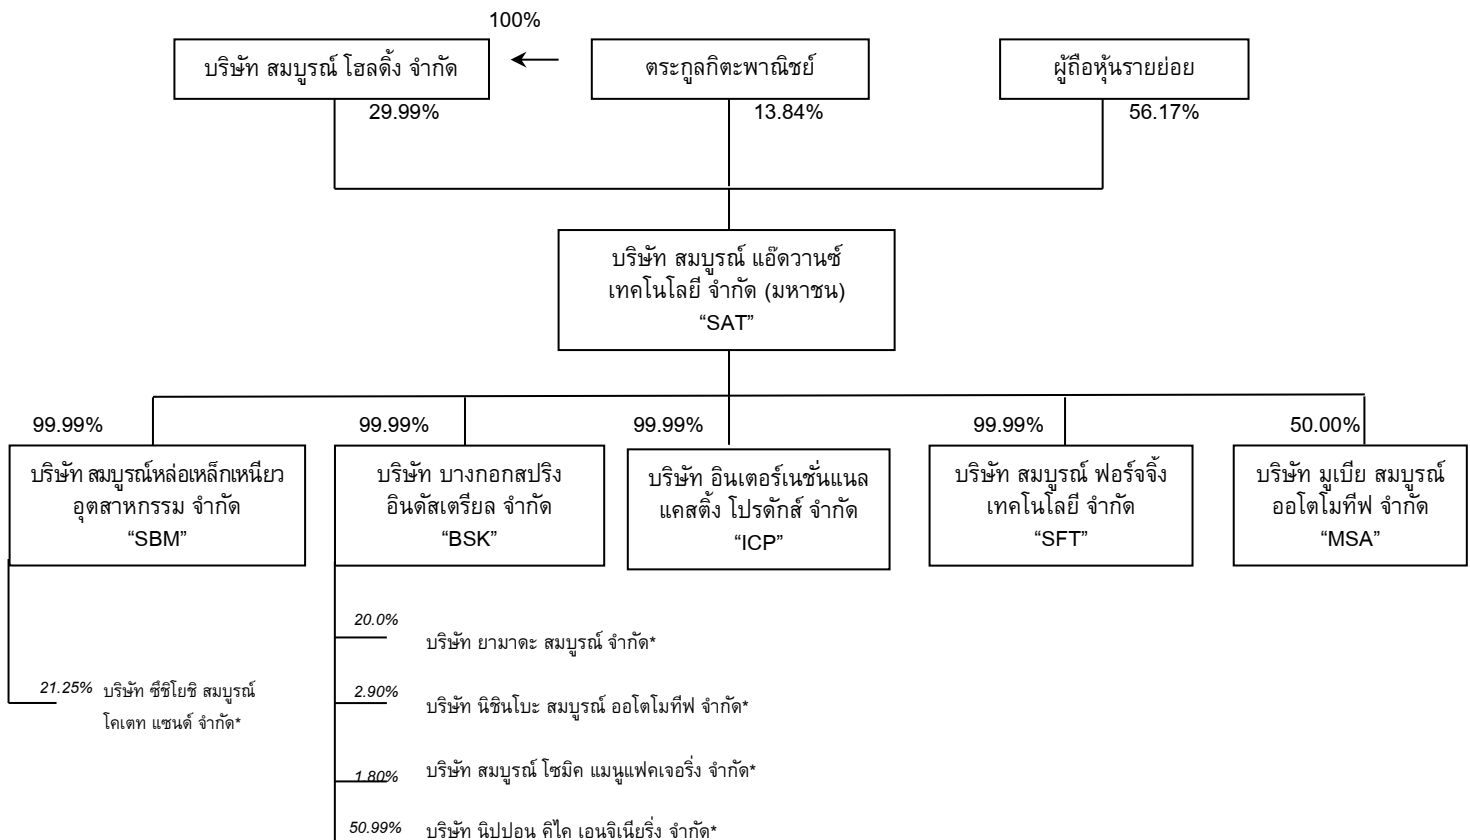 100%
บริษัท สมบูรณ์ โฮลดิ้ง จำกัด
ตระกูลกิตะพาณิชย์
ผู้ถือหุ้นรายย่อย
29.99%
13.84%
56.17%
บริษัท สมบูรณ์ แอ๊ดวานซ์
เทคโนโลยี จำกัด (มหาชน)
“SAT”
99.99%
99.99%
99.99%
99.99%
50.00%
บริษัท สมบูรณ์หล่อเหล็กเหนียว
อุตสาหกรรม จำกัด
“SBM”
บริษัท บางกอกสปริง
อินดัสเตรียล จำกัด
“BSK”
บริษัท อินเตอร์เนชั่นแนล
แคสติ้ง โปรดักส์ จำกัด
“ICP”
บริษัท สมบูรณ์ ฟอร์จจิ้ง
เทคโนโลยี จำกัด
“SFT”
บริษัท มูเบีย สมบูรณ์
ออโตโมทีฟ จำกัด
“MSA”
21.25% บริษัท ซึชิโยชิ สมบูรณ์
โคเตท แซนด์ จำกัด*
20.0%
บริษัท ยามาดะ สมบูรณ์ จำกัด*
2.90%
บริษัท นิชินโบะ สมบูรณ์ ออโตโมทีฟ จำกัด*
1.80%
บริษัท สมบูรณ์ โซมิค แมนูแฟคเจอริ่ง จำกัด*
50.99%
บริษัท นิปปอน คิไค เอนจิเนียริ่ง จำกัด*